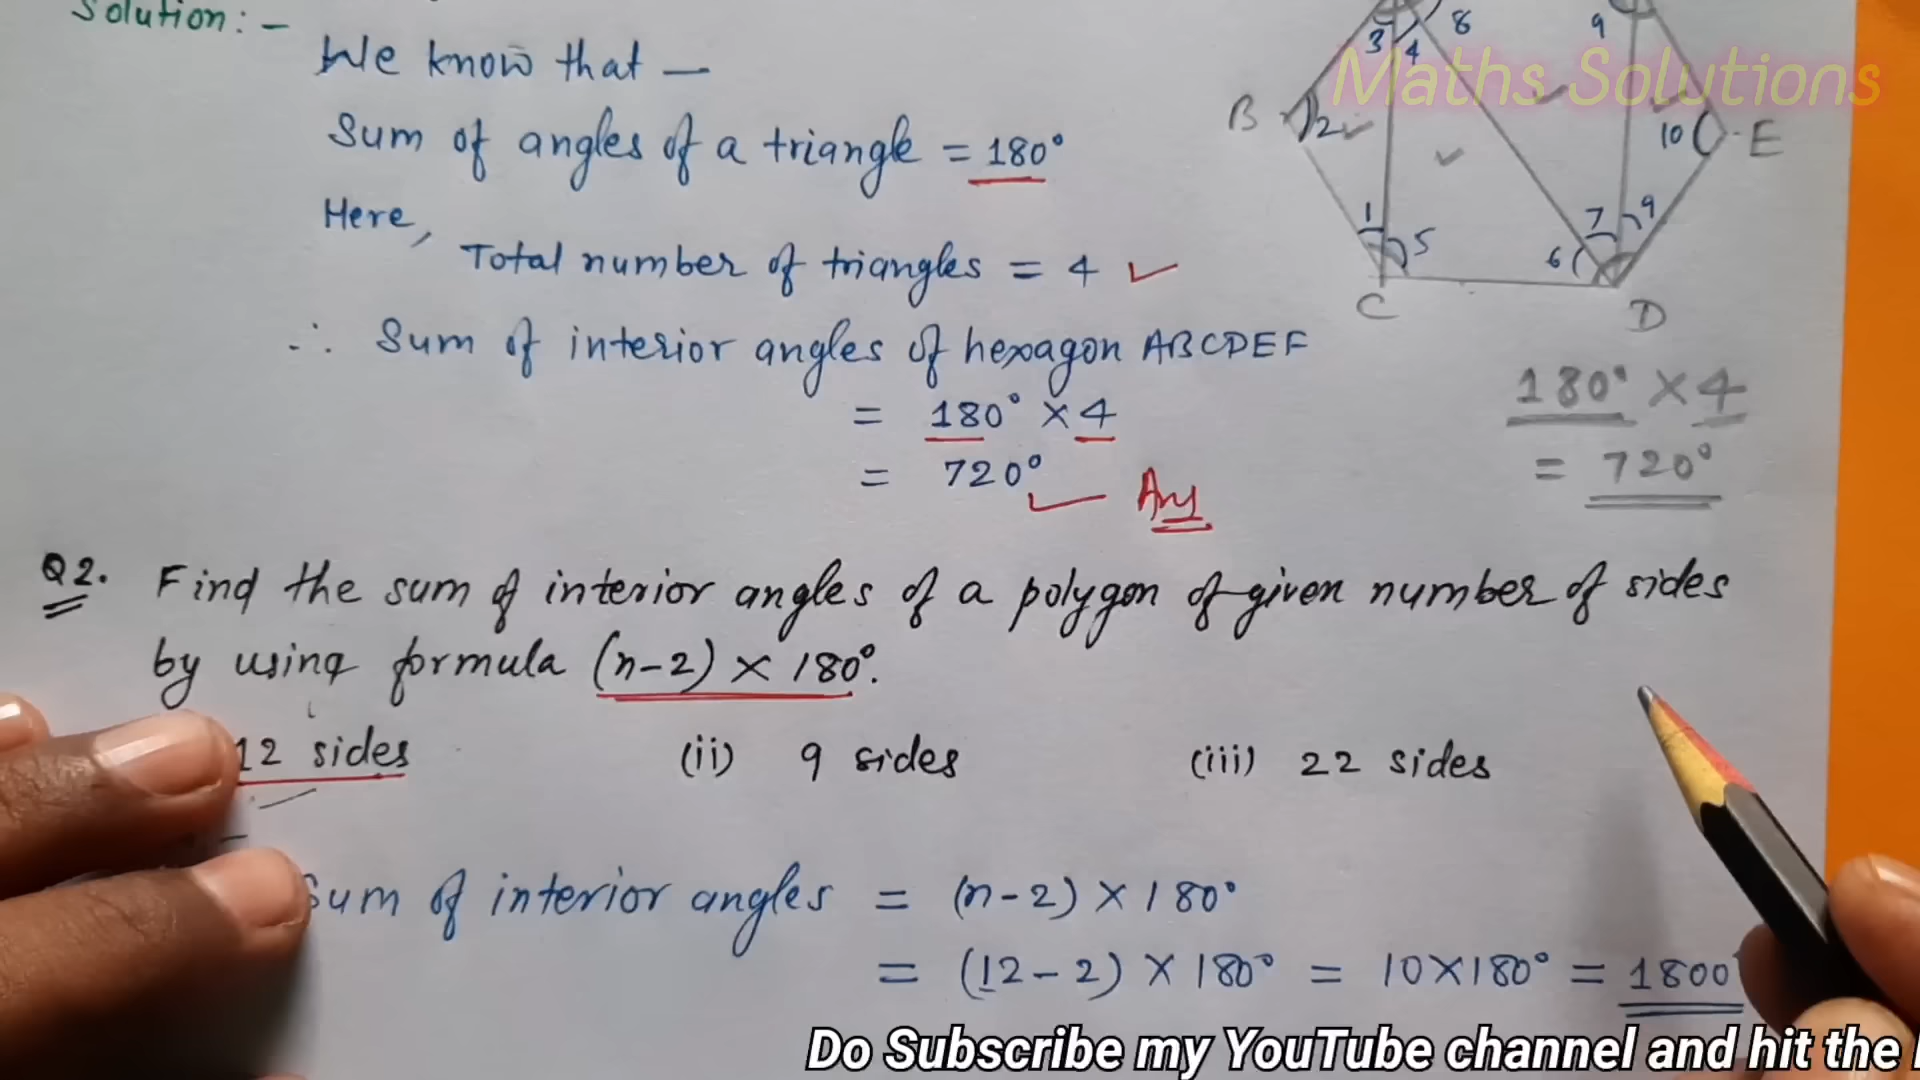 Solution:-
We know that —
Sum of angles of a triangle = 180°
Here,
Total number of triangles = 4 ✓
∴ Sum of interior angles of hexagon ABCDEF
= 180° × 4
= 720°
Ans
3 4 8 9
Maths Solutions
B 2 10 E
1 5 6 7 9
C D
180° × 4
= 720°
Q2. Find the sum of interior angles of a polygon of given number of sides
by using formula (n-2) × 180°.
12 sides (ii) 9 sides (iii) 22 sides
Sum of interior angles = (n-2) × 180°
= (12-2) × 180° = 10×180° = 1800
Do Subscribe my YouTube channel and hit the